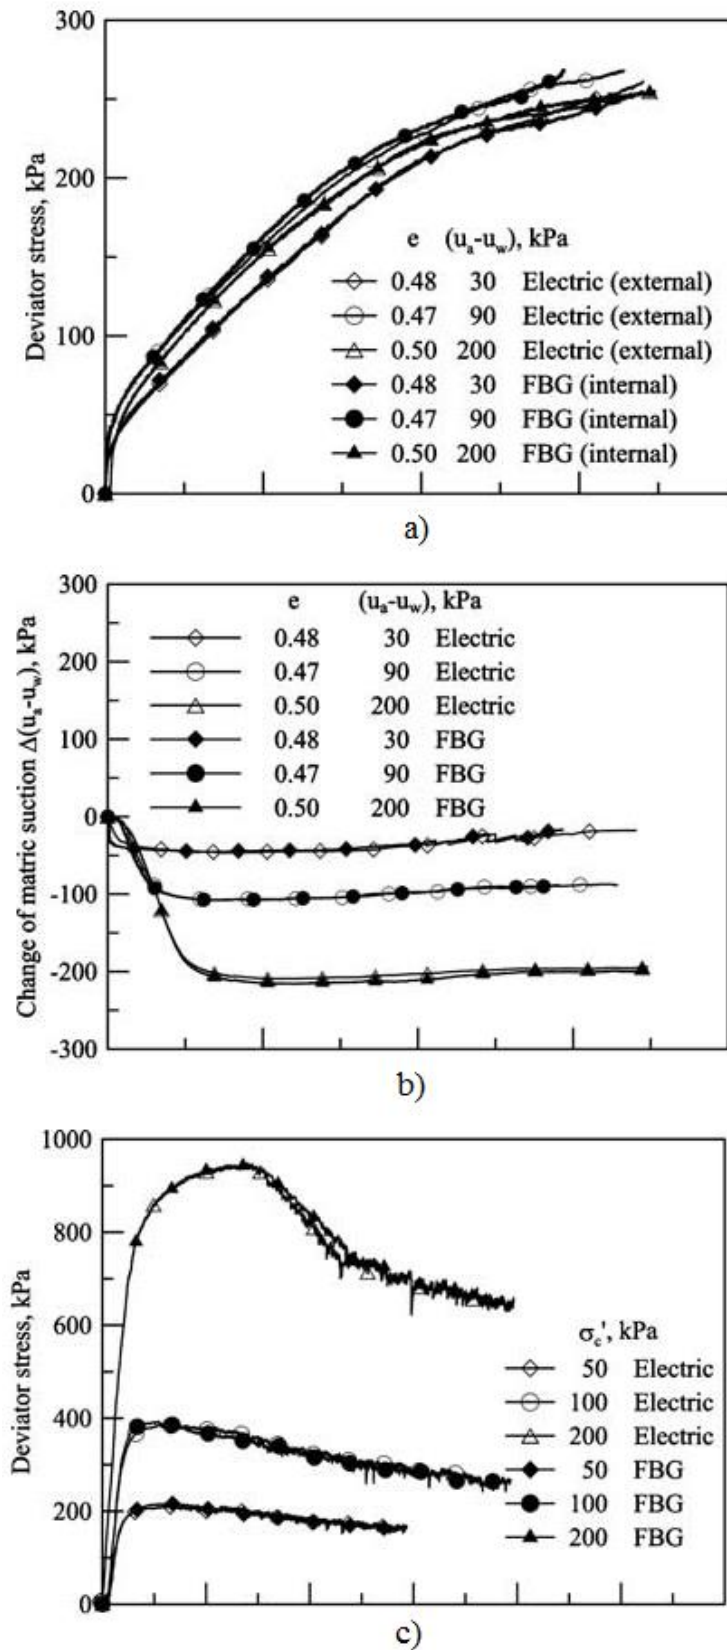 300
200
100
0
Deviator stress, kPa
e (uₐ-u_w), kPa
0.48 30 Electric (external)
0.47 90 Electric (external)
0.50 200 Electric (external)
0.48 30 FBG (internal)
0.47 90 FBG (internal)
0.50 200 FBG (internal)
a)
300
200
100
0
-100
-200
-300
Change of matric suction Δ(uₐ-u_w), kPa
e (uₐ-u_w), kPa
0.48 30 Electric
0.47 90 Electric
0.50 200 Electric
0.48 30 FBG
0.47 90 FBG
0.50 200 FBG
b)
1000
800
600
400
200
0
Deviator stress, kPa
σc', kPa
50 Electric
100 Electric
200 Electric
50 FBG
100 FBG
200 FBG
c)